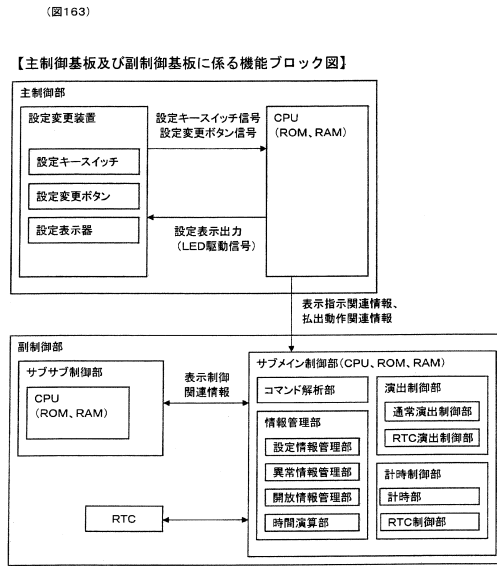 （図163）
【主制御基板及び副制御基板に係る機能ブロック図】
主制御部
設定変更装置
設定キースイッチ
設定変更ボタン
設定表示器
設定キースイッチ信号
設定変更ボタン信号
設定表示出力
（LED駆動信号）
CPU
（ROM、RAM）
表示指示関連情報、
払出動作関連情報
副制御部
サブサブ制御部
CPU
（ROM、RAM）
表示制御
関連情報
RTC
サブメイン制御部（CPU、ROM、RAM）
コマンド解析部
情報管理部
設定情報管理部
異常情報管理部
開放情報管理部
時間演算部
演出制御部
通常演出制御部
RTC演出制御部
計時制御部
計時部
RTC制御部